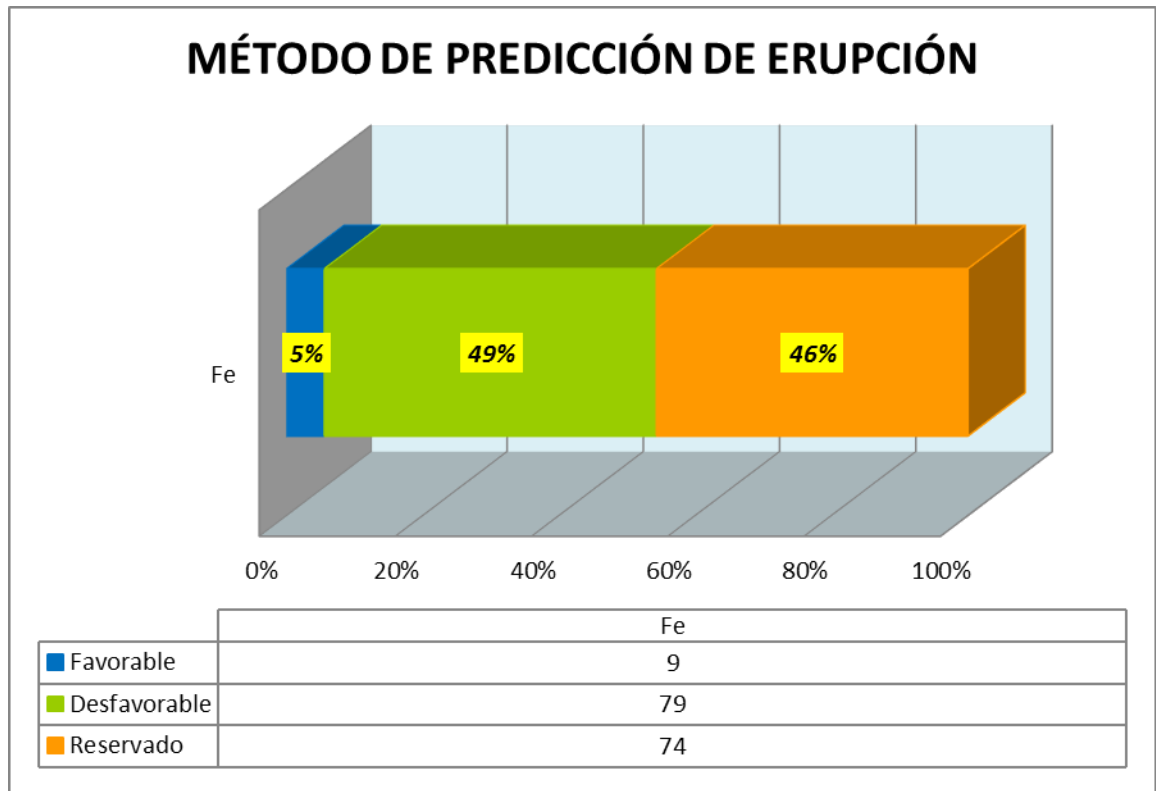 MÉTODO DE PREDICCIÓN DE ERUPCIÓN
5% 49% 46%
Fe
0% 20% 40% 60% 80% 100%
Fe
Favorable 9
Desfavorable 79
Reservado 74